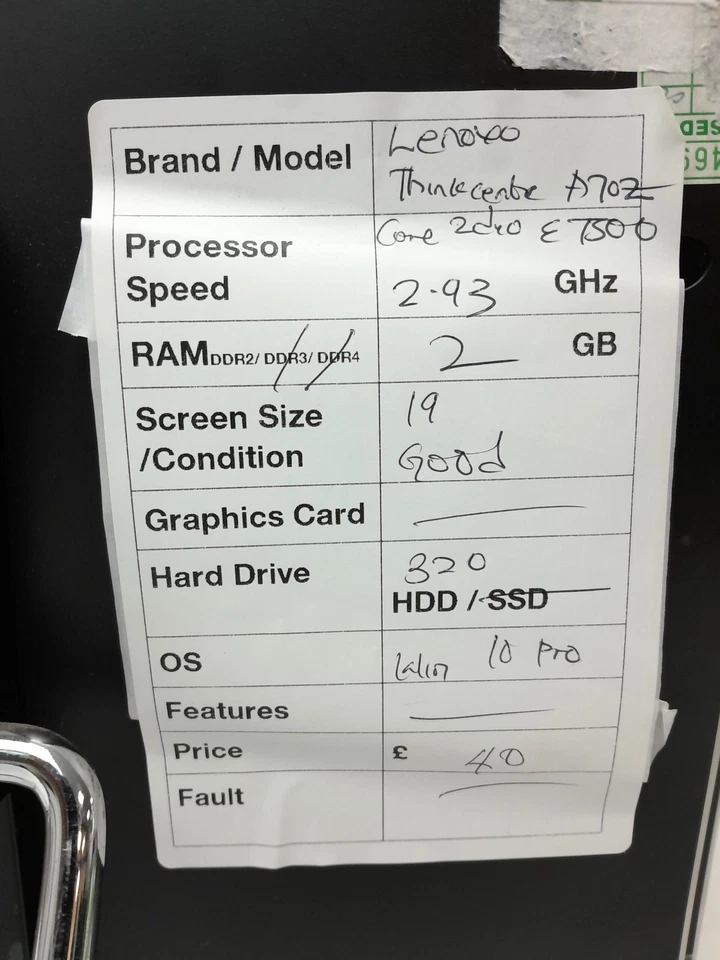 Brand / Model Lenovo
Thinkcentre A70Z
Processor Core 2duo E7500
Speed 2.93 GHz
RAM DDR2/ DDR3/ DDR4 2 GB
Screen Size 19
/Condition Good
Graphics Card
Hard Drive 320
HDD / SSD
OS Win 10 Pro
Features
Price £ 40
Fault